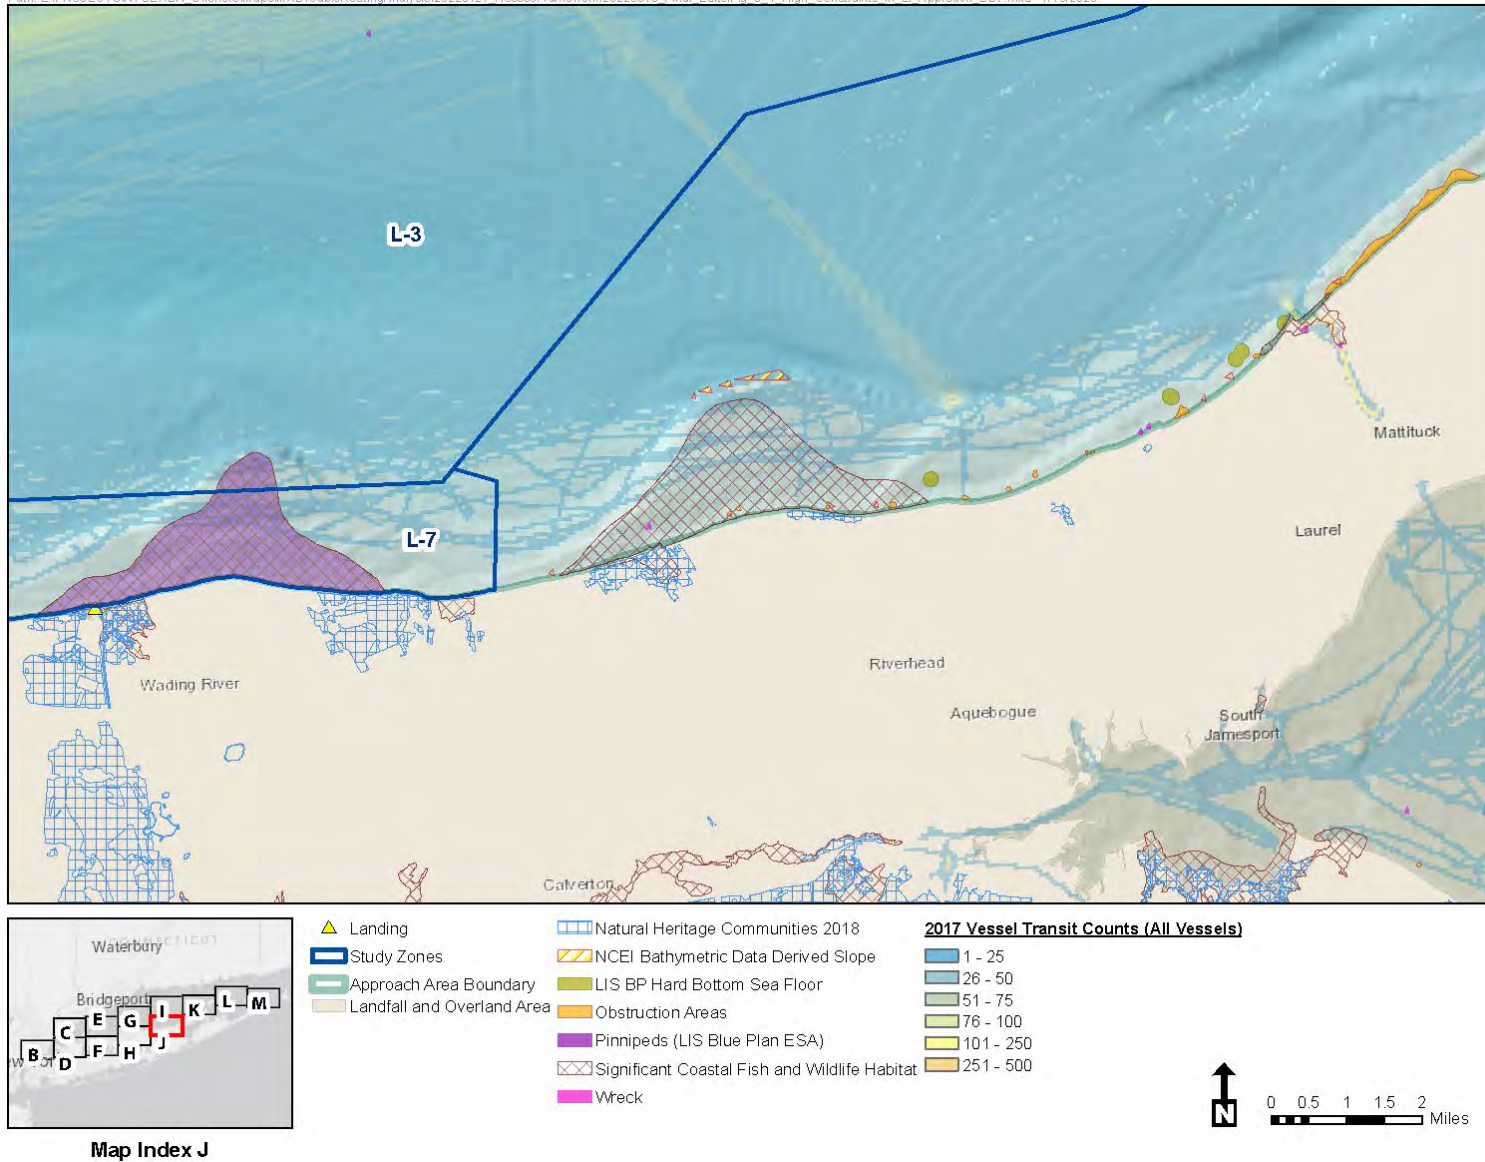 L-3
L-7
Mattituck
Laurel
Riverhead
Wading River
Aquebogue
South
Jamesport
Calverton
Waterbury
CONNECTICUT
Bridgeport
B
C
D
E
F
G
H
I
J
K
L
M
Map Index J
Landing
Study Zones
Approach Area Boundary
Landfall and Overland Area
Natural Heritage Communities 2018
NCEI Bathymetric Data Derived Slope
LIS BP Hard Bottom Sea Floor
Obstruction Areas
Pinnipeds (LIS Blue Plan ESA)
Significant Coastal Fish and Wildlife Habitat
Wreck
2017 Vessel Transit Counts (All Vessels)
1 - 25
26 - 50
51 - 75
76 - 100
101 - 250
251 - 500
N
0 0.5 1 1.5 2
Miles